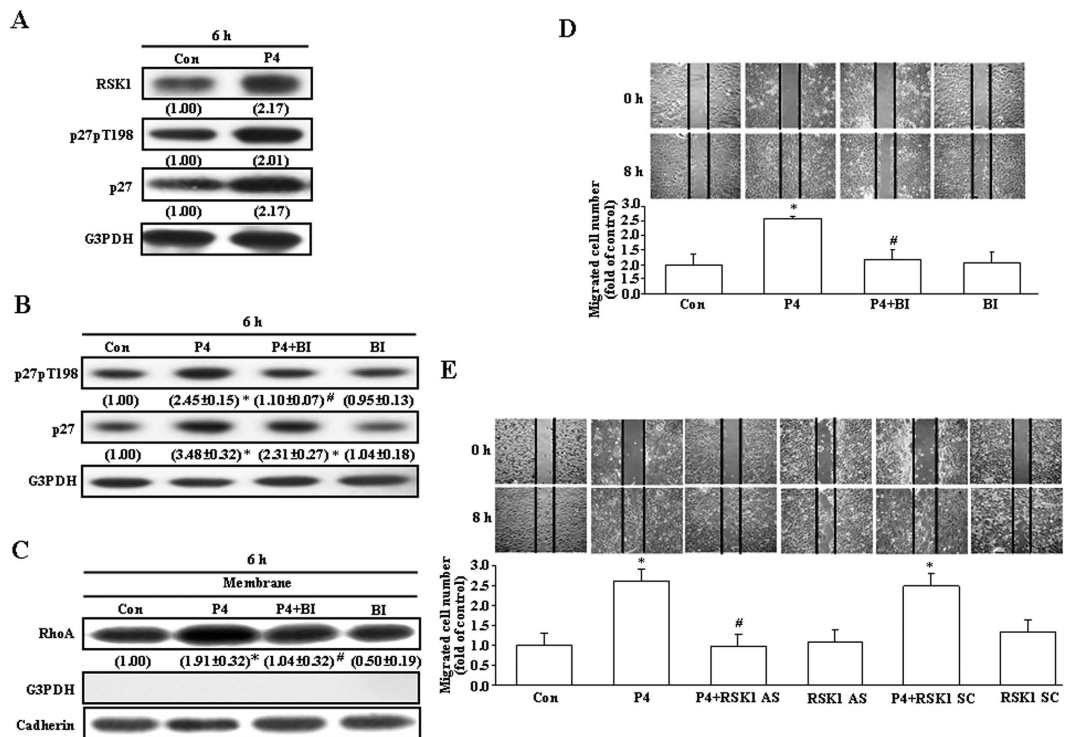 A
6 h
Con P4
RSK1
(1.00) (2.17)
p27pT198
(1.00) (2.01)
p27
(1.00) (2.17)
G3PDH
B
6 h
Con P4 P4+BI BI
p27pT198
(1.00) (2.45±0.15) * (1.10±0.07) # (0.95±0.13)
p27
(1.00) (3.48±0.32) * (2.31±0.27) * (1.04±0.18)
G3PDH
C
6 h
Membrane
Con P4 P4+BI BI
RhoA
(1.00) (1.91±0.32) * (1.04±0.32) # (0.50±0.19)
G3PDH
Cadherin
D
0 h
8 h
Migrated cell number
(fold of control)
3.0
2.5
1.5
2.0
1.0
0.0
*
#
Con P4 P4+BI BI
E
0 h
8 h
Migrated cell number
(fold of control)
3.0
2.5
2.0
1.5
1.0
0.5
0.0
*
#
*
Con P4 P4+RSK1 AS RSK1 AS P4+RSK1 SC RSK1 SC